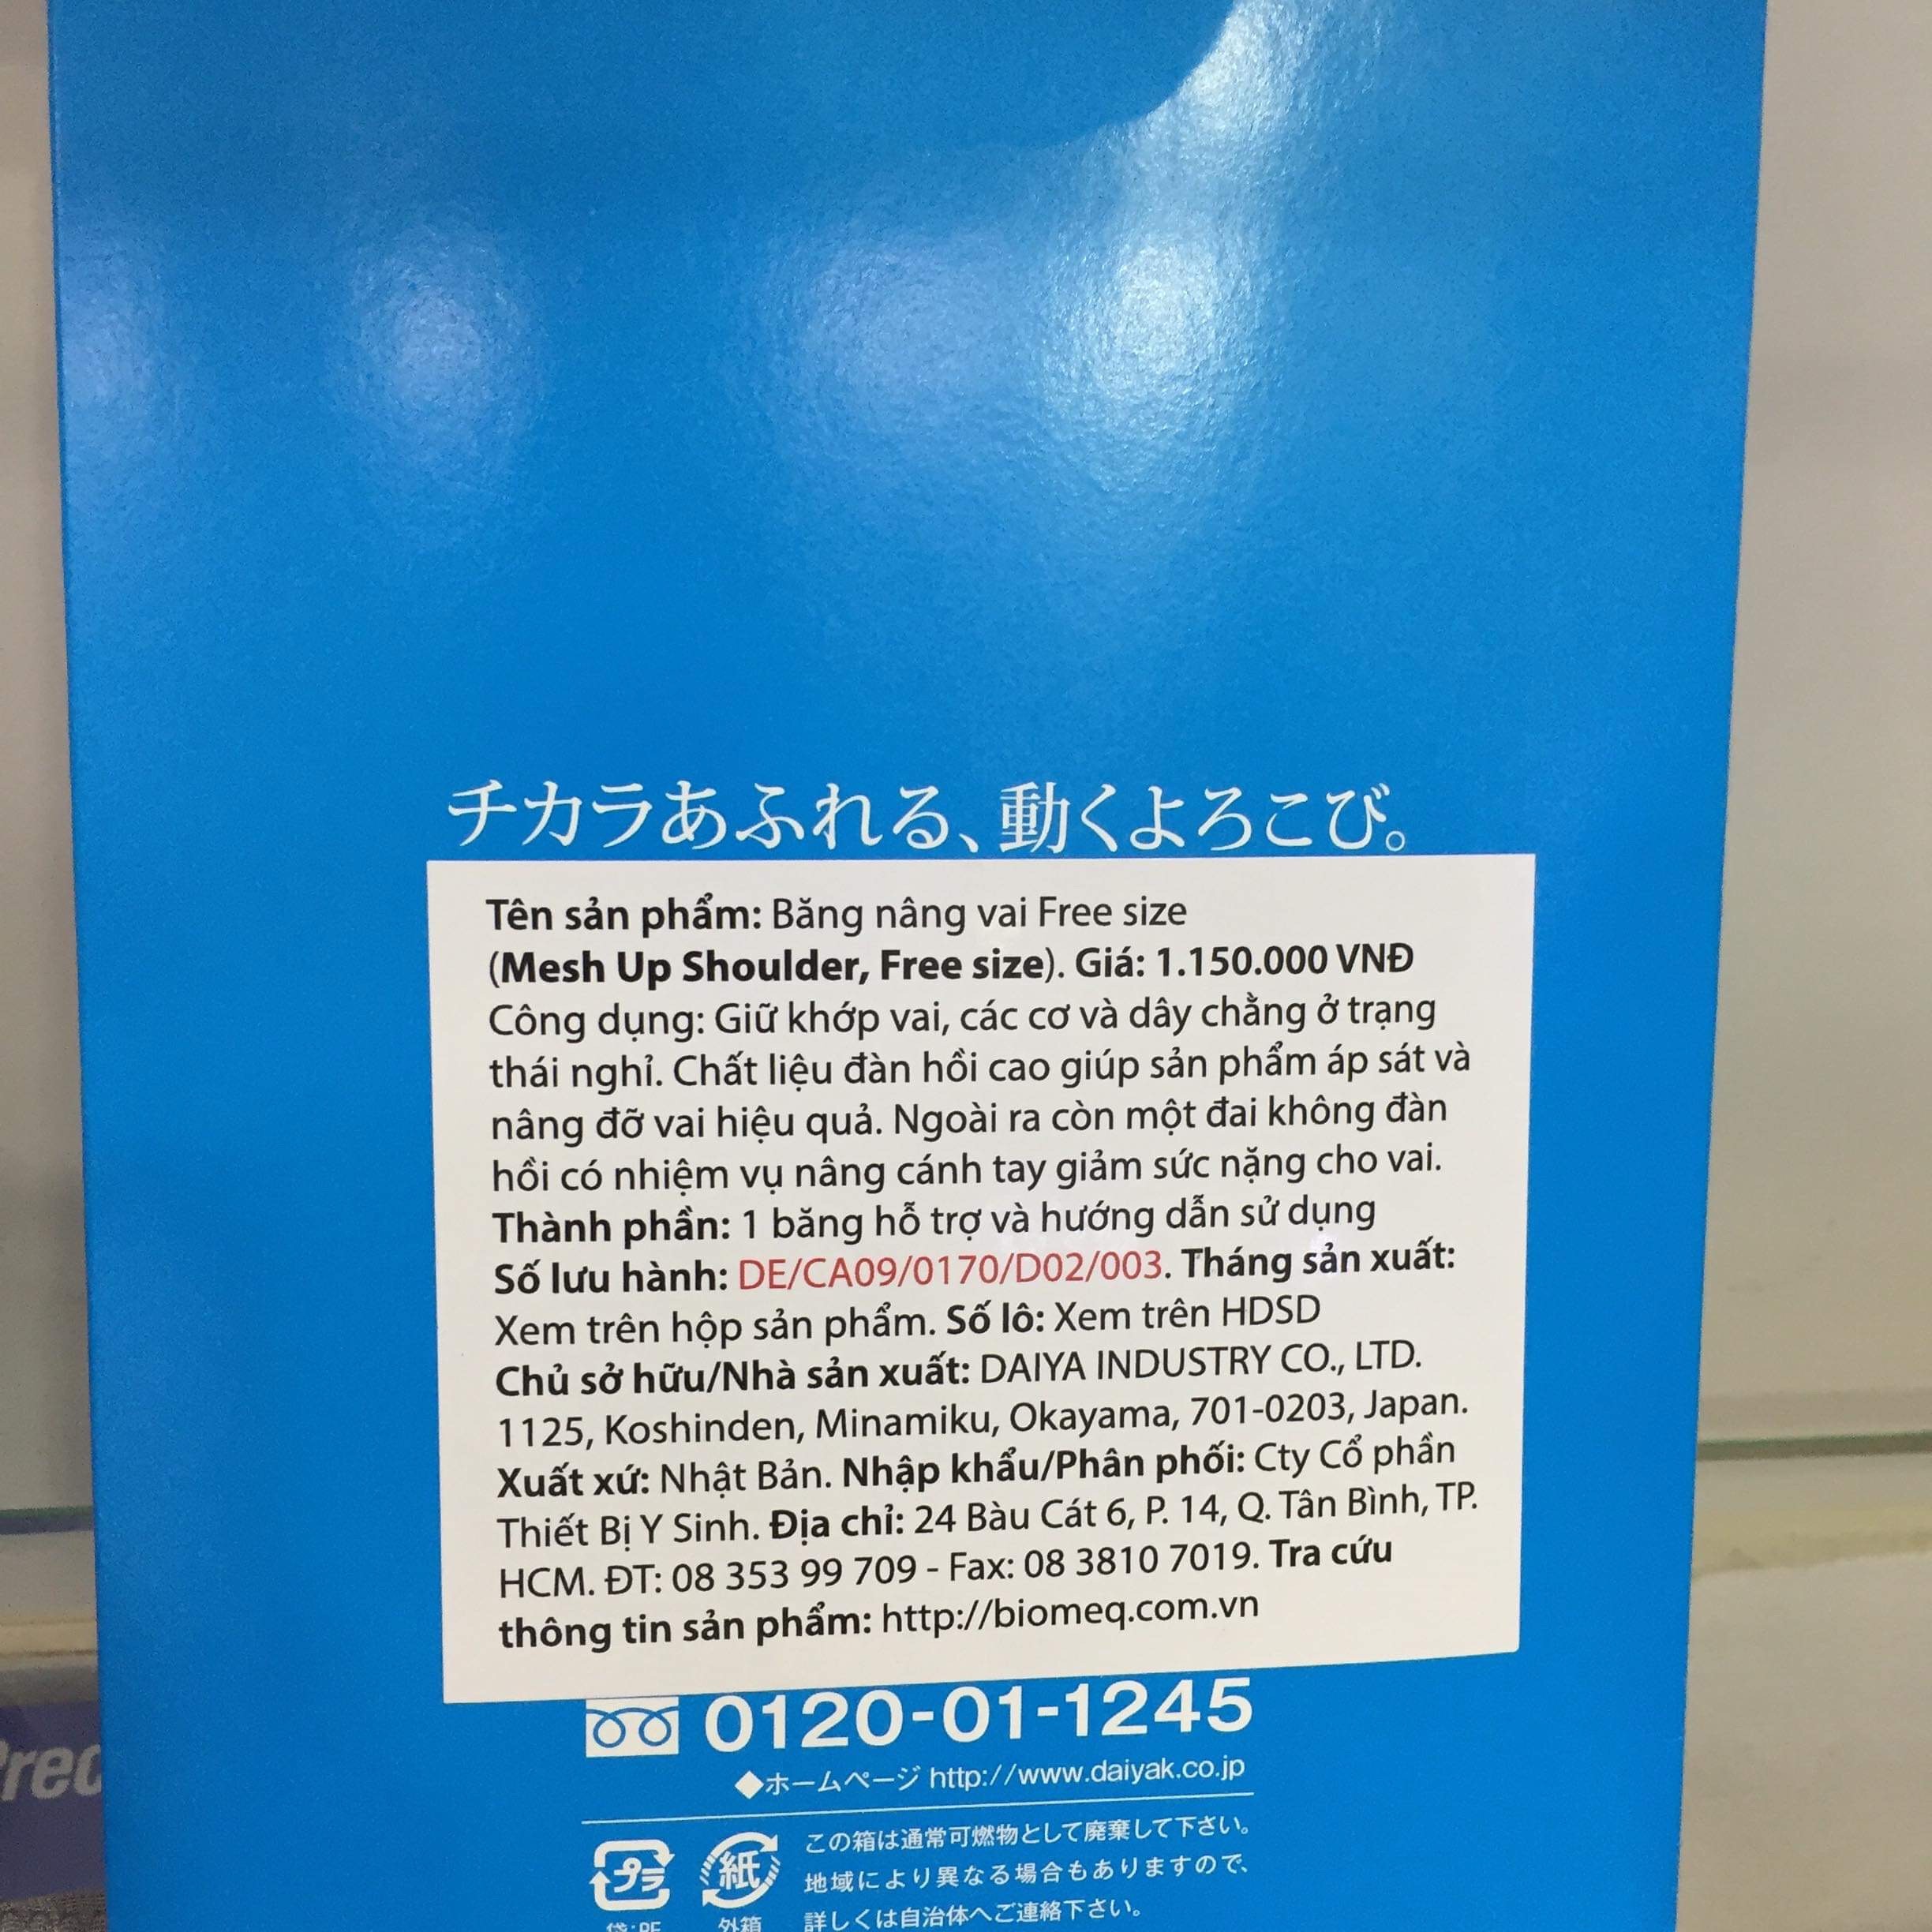 チカラあふれる、動くよろこび。
Tên sản phẩm: Băng nâng vai Free size
(Mesh Up Shoulder, Free size). Giá: 1.150.000 VNĐ
Công dụng: Giữ khớp vai, các cơ và dây chằng ở trạng
thái nghỉ. Chất liệu đàn hồi cao giúp sản phẩm áp sát và
nâng đỡ vai hiệu quả. Ngoài ra còn một đai không đàn
hồi có nhiệm vụ nâng cánh tay giảm sức nặng cho vai.
Thành phần: 1 băng hỗ trợ và hướng dẫn sử dụng
Số lưu hành: DE/CA09/0170/D02/003. Tháng sản xuất:
Xem trên hộp sản phẩm. Số lô: Xem trên HDSD
Chủ sở hữu/Nhà sản xuất: DAIYA INDUSTRY CO., LTD.
1125, Koshinden, Minamiku, Okayama, 701-0203, Japan.
Xuất xứ: Nhật Bản. Nhập khẩu/Phân phối: Cty Cổ phần
Thiết Bị Y Sinh. Địa chỉ: 24 Bàu Cát 6, P. 14, Q. Tân Bình, TP.
HCM. ĐT: 08 353 99 709 - Fax: 08 3810 7019. Tra cứu
thông tin sản phẩm: http://biomeq.com.vn
0120-01-1245
◆ホームページ http://www.daiyak.co.jp
プラ 紙
この箱は通常可燃物として廃棄して下さい。
地域により異なる場合もありますので、
詳しくは自治体へご連絡下さい。
袋:PE 外箱